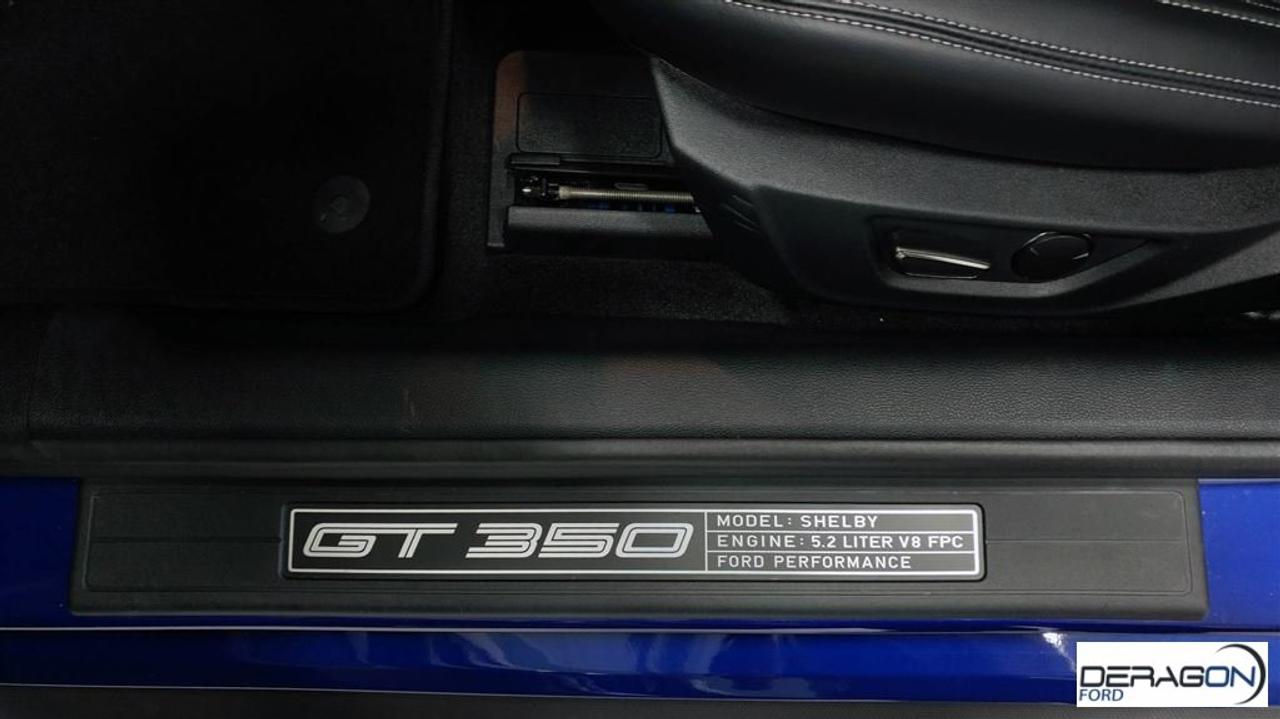 GT 350
MODEL: SHELBY
ENGINE: 5.2 LITER V8 FPC
FORD PERFORMANCE
DERAGON
FORD